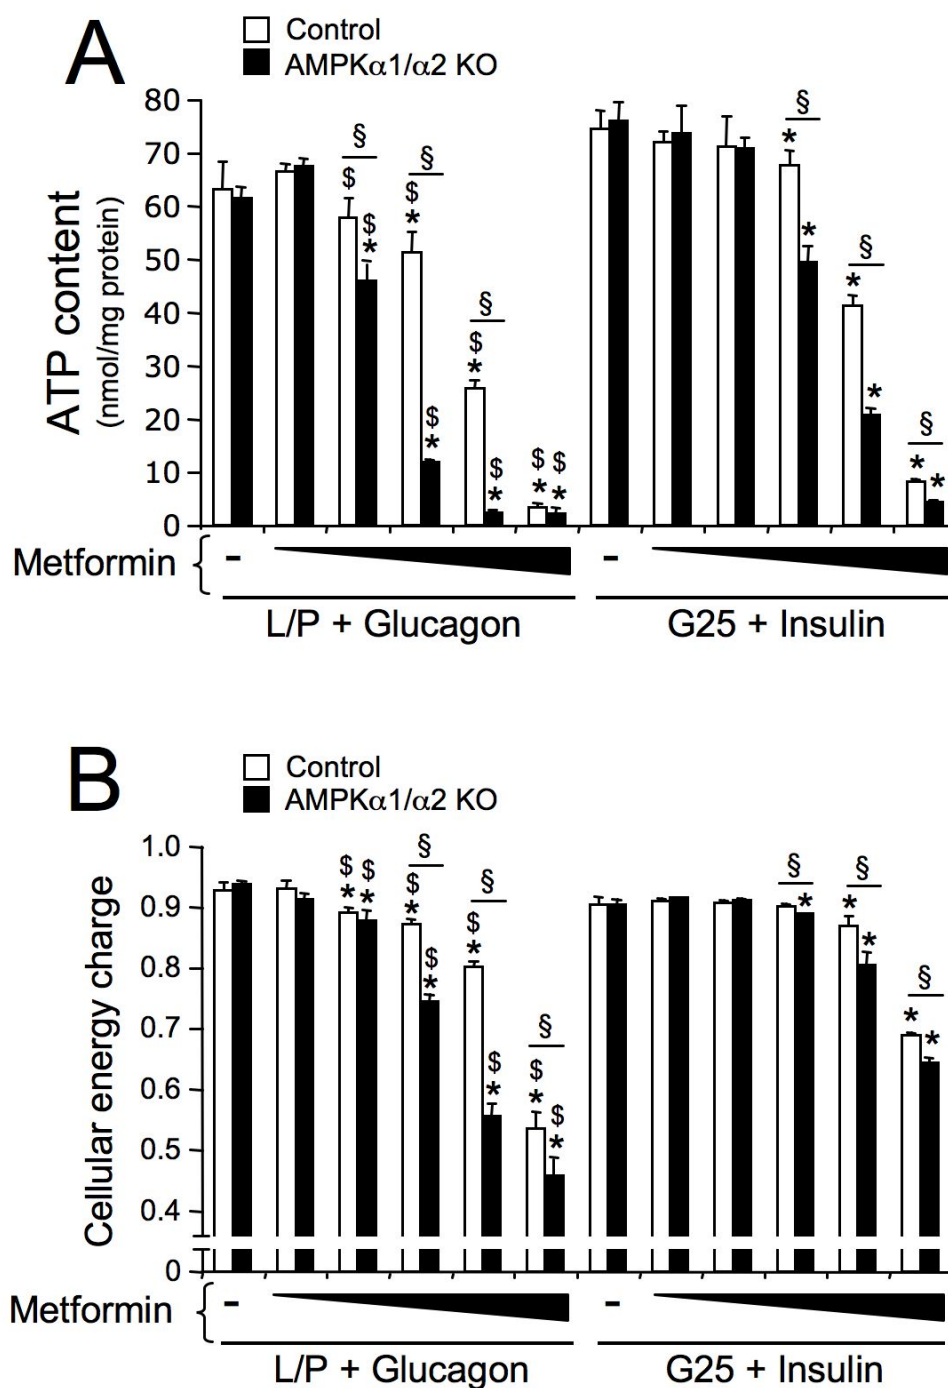 A
Control
AMPKα1/α2 KO
ATP content
(nmol/mg protein)
80
70
60
50
40
30
20
10
0
§ § § § § §
$ $ $ $ $ $ $ $
* * * * * * * * * * * * *
Metformin { - -
L/P + Glucagon G25 + Insulin
B
Control
AMPKα1/α2 KO
Cellular energy charge
1.0
0.9
0.8
0.7
0.6
0.5
0.4
0
§ § § § § §
$ $ $ $ $ $ $ $
* * * * * * * * * * * * *
Metformin { - -
L/P + Glucagon G25 + Insulin